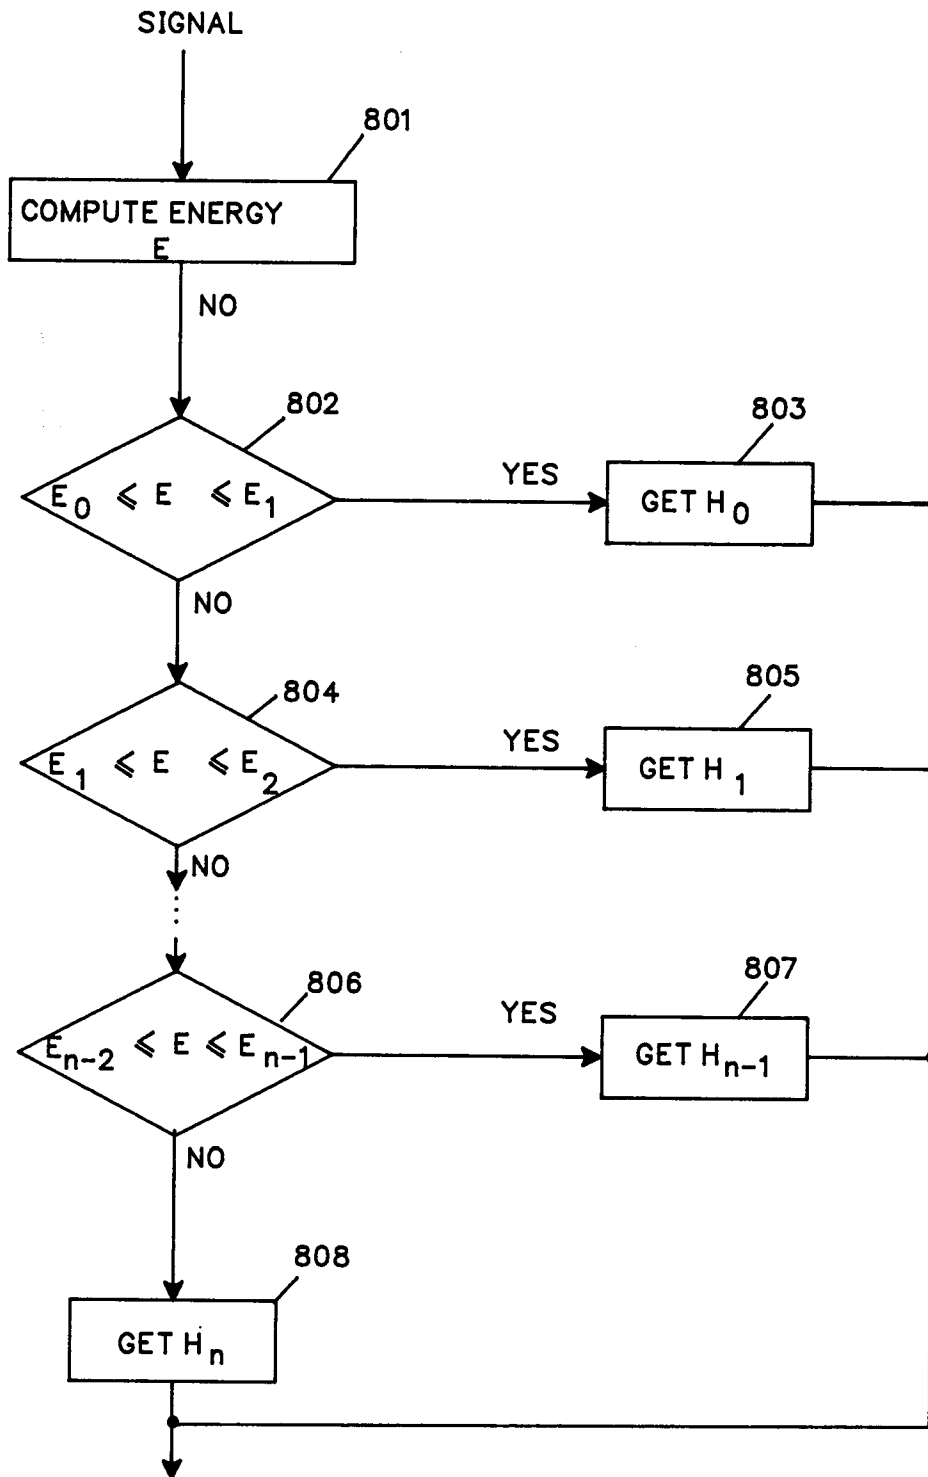 SIGNAL
801
COMPUTE ENERGY
E
NO
802
E₀ ⩽ E ⩽ E₁
YES
803
GET H₀
NO
804
E₁ ⩽ E ⩽ E₂
YES
805
GET H₁
NO
806
Eₙ₋₂ ⩽ E ⩽ Eₙ₋₁
YES
807
GET Hₙ₋₁
NO
808
GET Hₙ